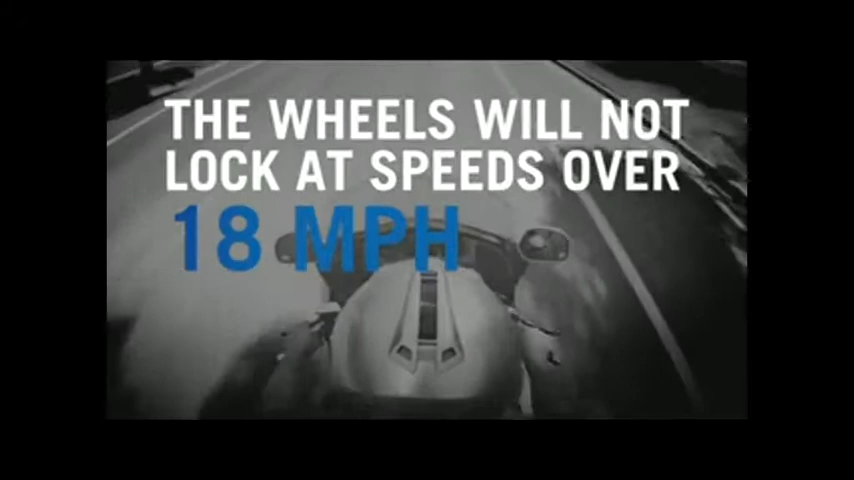 THE WHEELS WILL NOT
LOCK AT SPEEDS OVER
18 MPH